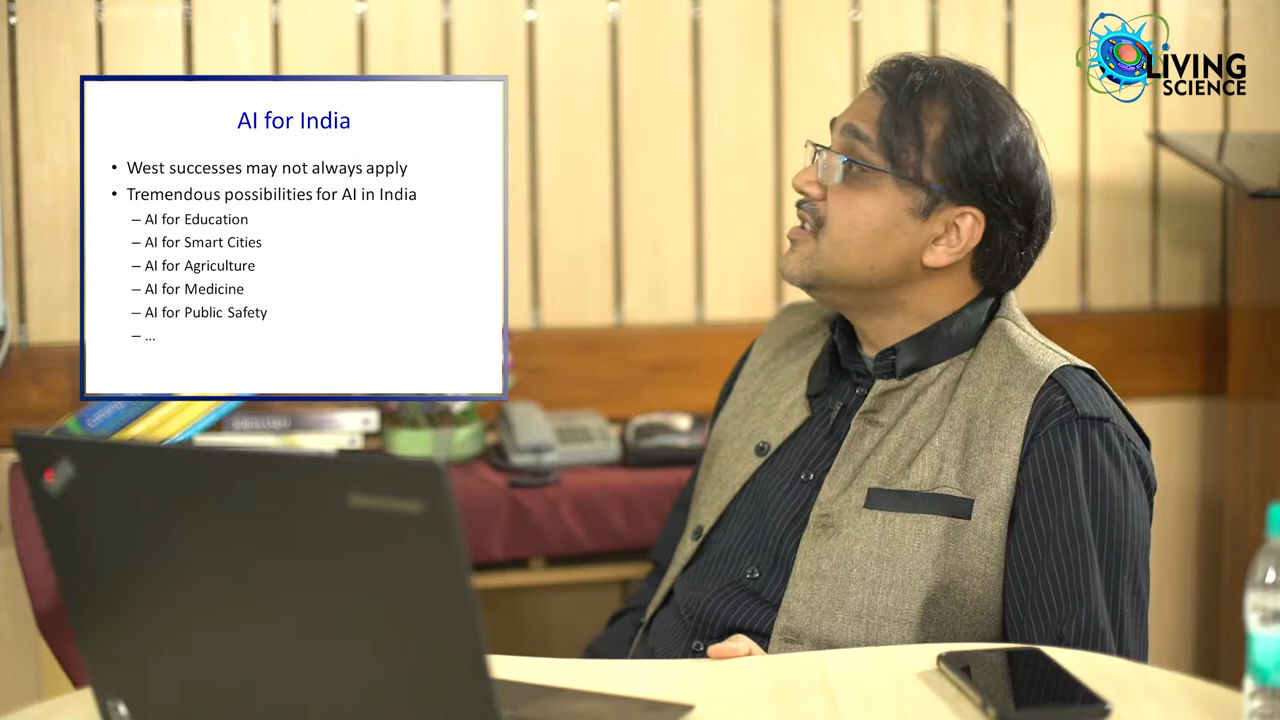 AI for India
• West successes may not always apply
• Tremendous possibilities for AI in India
– AI for Education
– AI for Smart Cities
– AI for Agriculture
– AI for Medicine
– AI for Public Safety
– ...
LIVING
SCIENCE